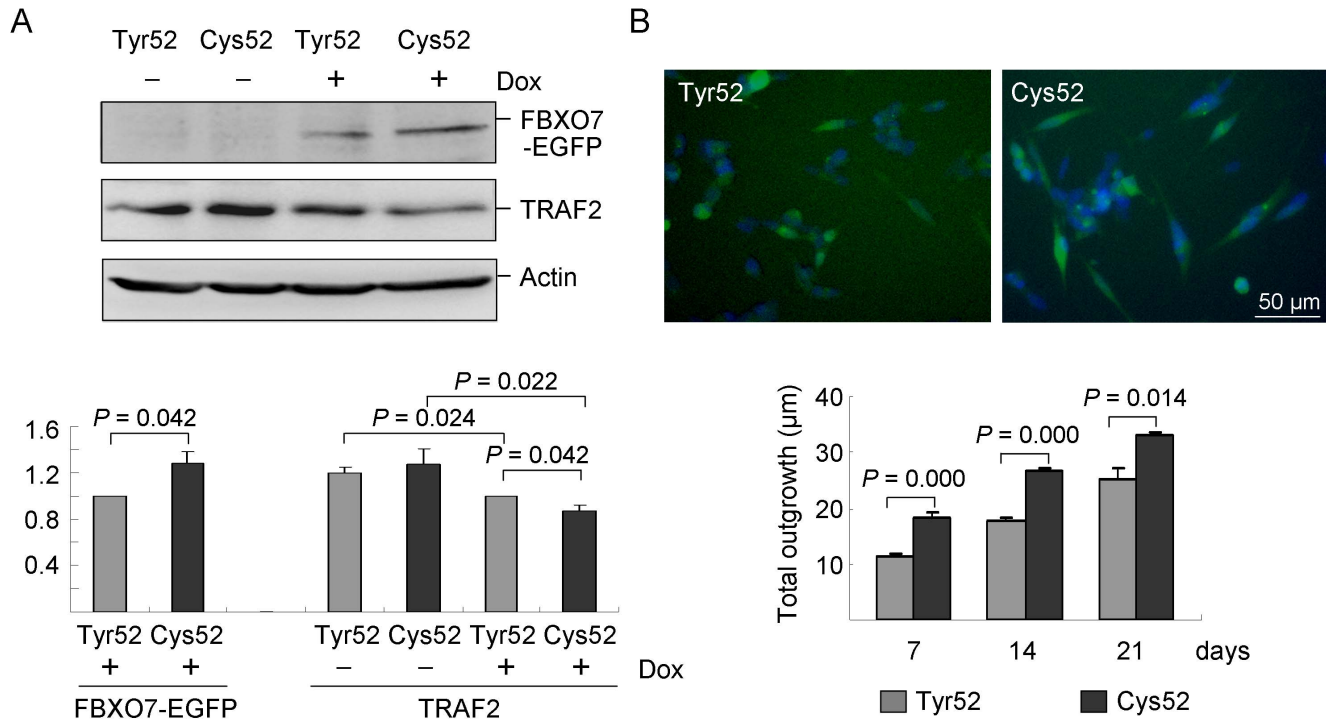 A
Tyr52 Cys52 Tyr52 Cys52
– – + + Dox
FBXO7
-EGFP
TRAF2
Actin
P = 0.022
P = 0.042
P = 0.024
P = 0.042
1.6
1.2
0.8
0.4
Tyr52 Cys52 Tyr52 Cys52 Tyr52 Cys52
+ + – – + + Dox
FBXO7-EGFP TRAF2
B
Tyr52 Cys52
50 µm
Total outgrowth (µm)
40
30
20
10
P = 0.000
P = 0.000
P = 0.014
7 14 21 days
Tyr52 Cys52